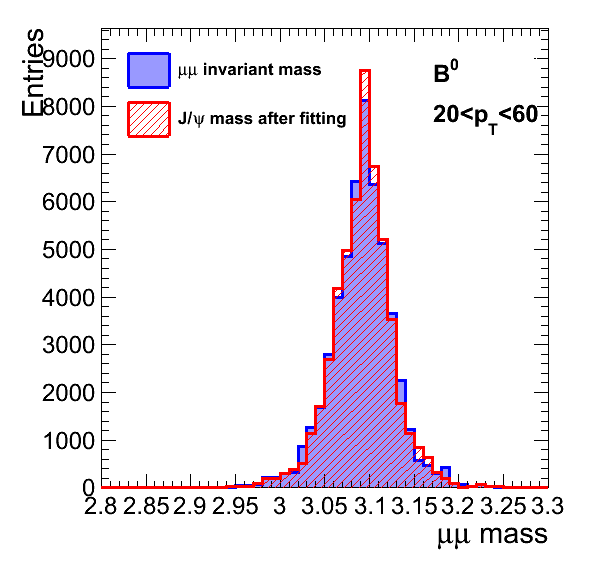 Entries
9000
8000
7000
6000
5000
4000
3000
2000
1000
0
μμ invariant mass
J/ψ mass after fitting
B⁰
20<p_T<60
2.8 2.85 2.9 2.95 3 3.05 3.1 3.15 3.2 3.25 3.3
μμ mass